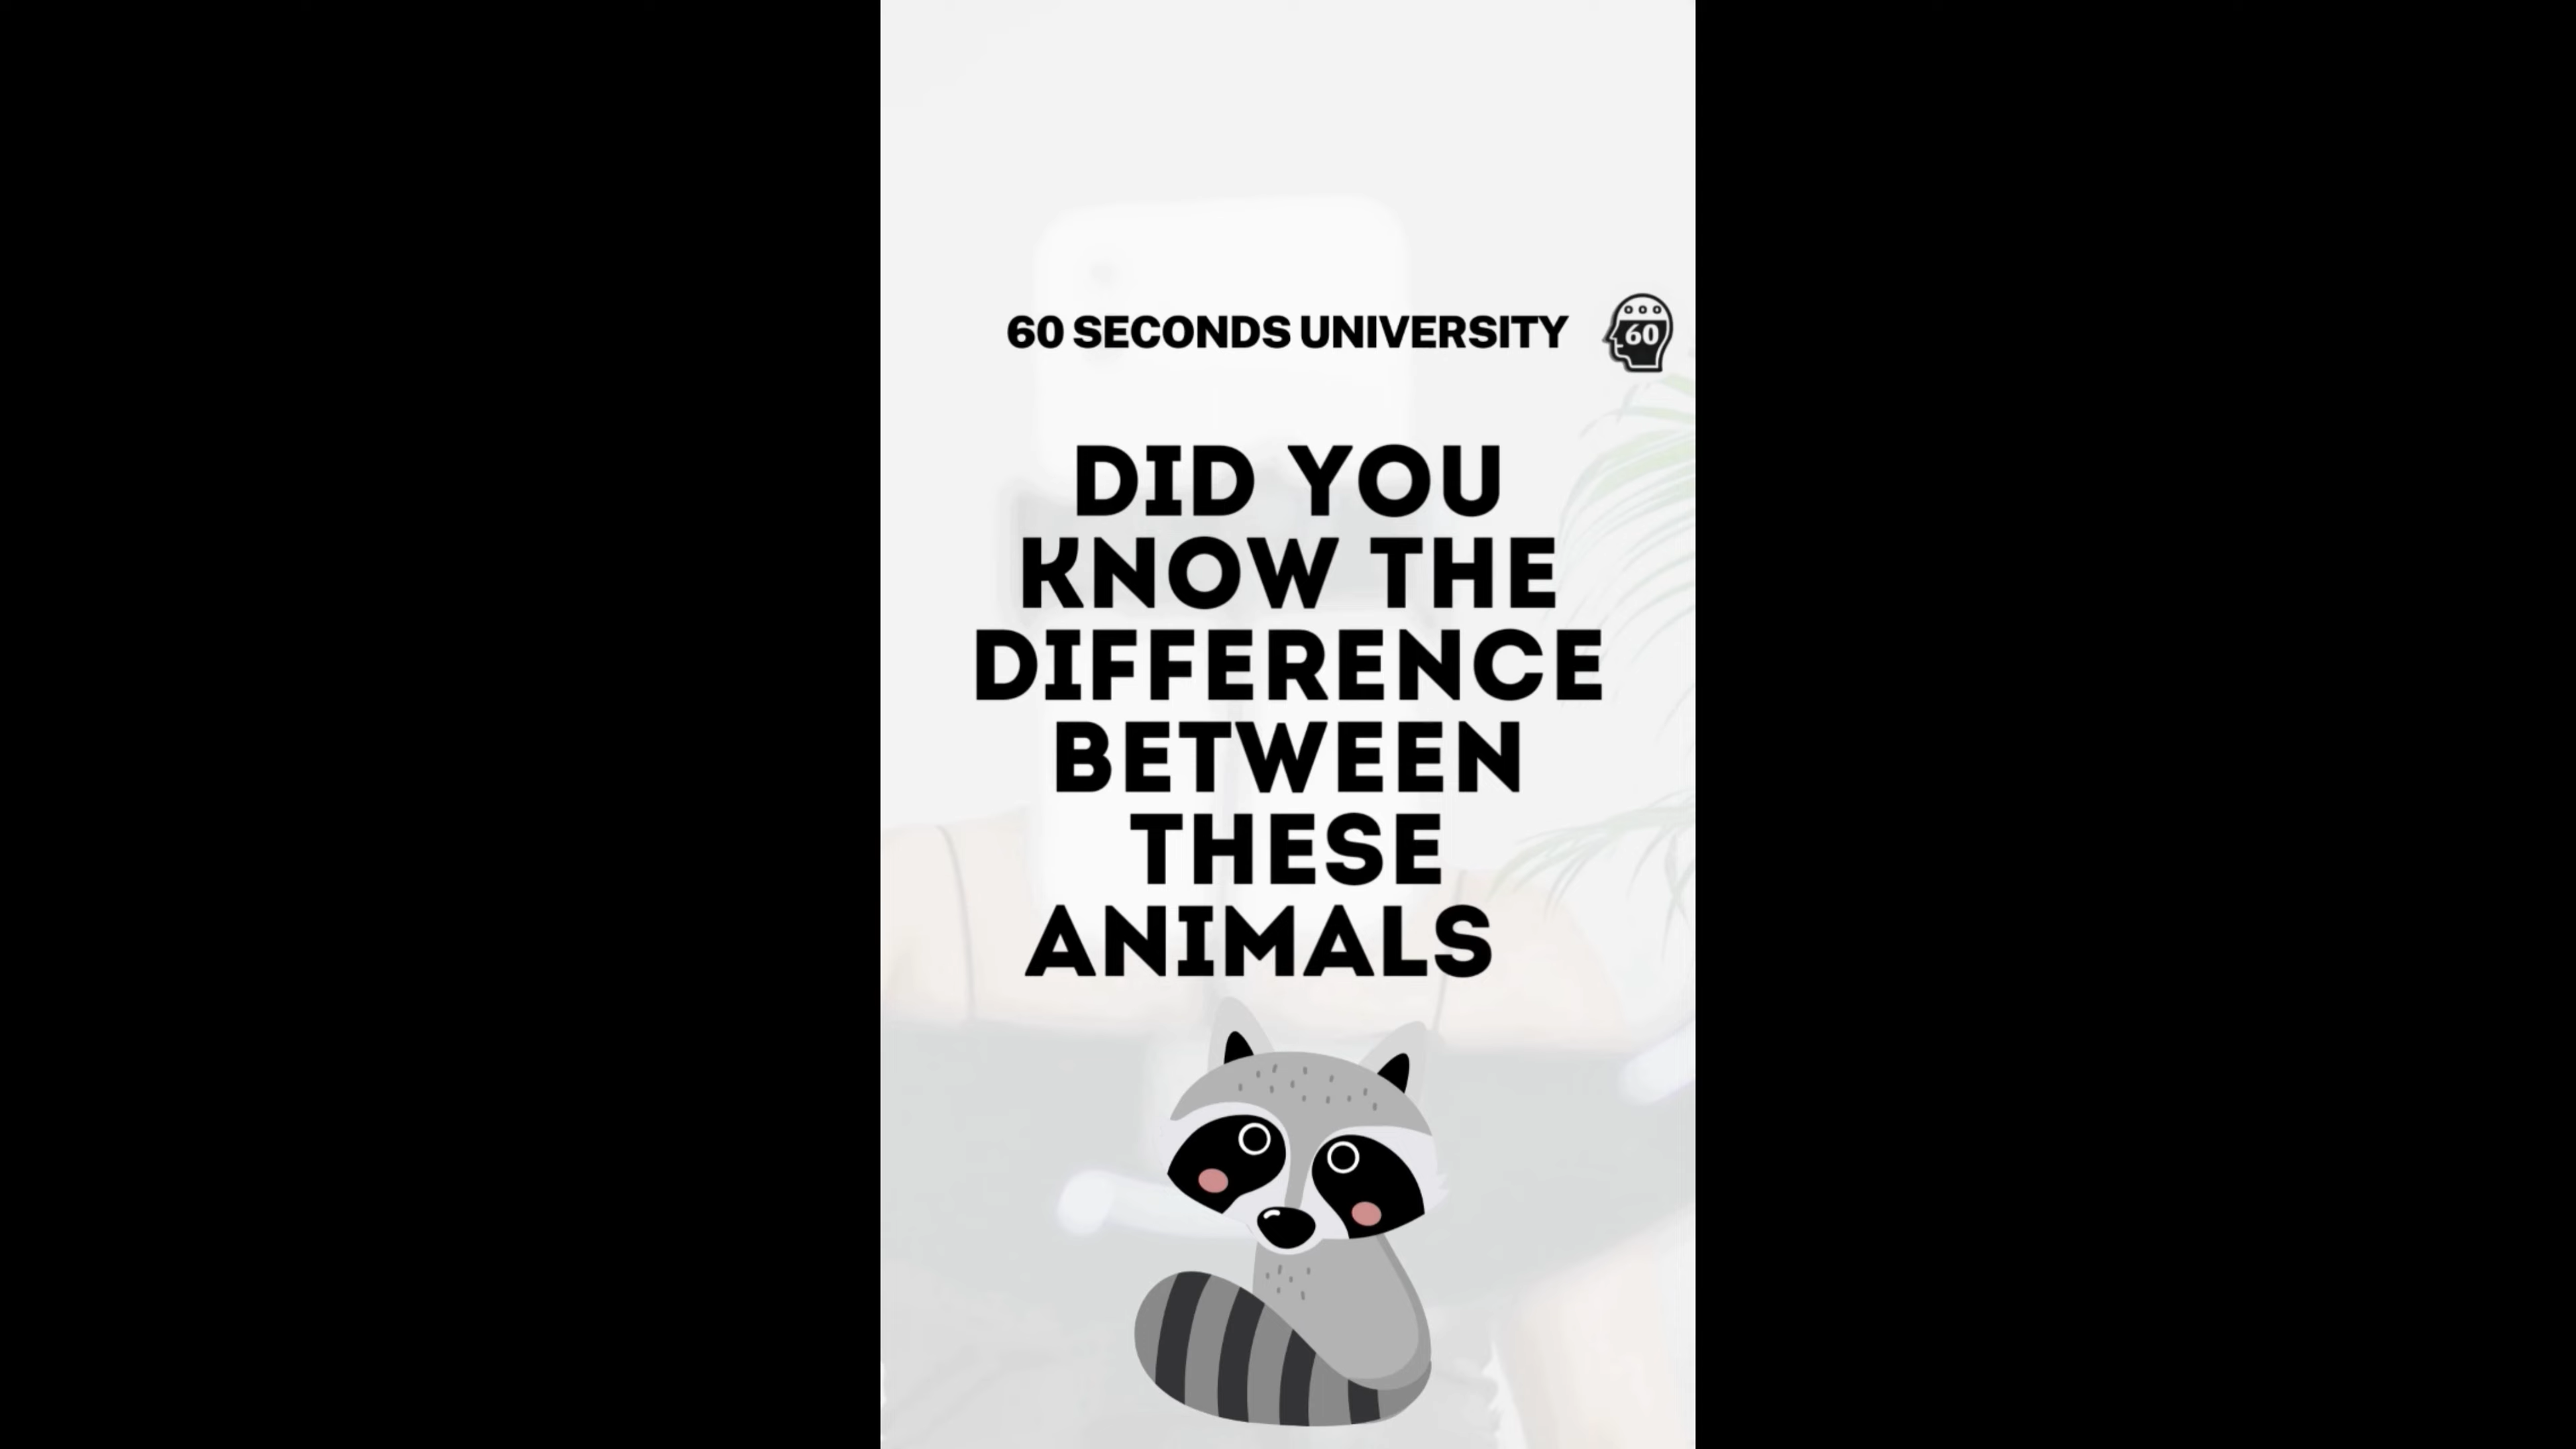 60 SECONDS UNIVERSITY
60
DID YOU
KNOW THE
DIFFERENCE
BETWEEN
THESE
ANIMALS